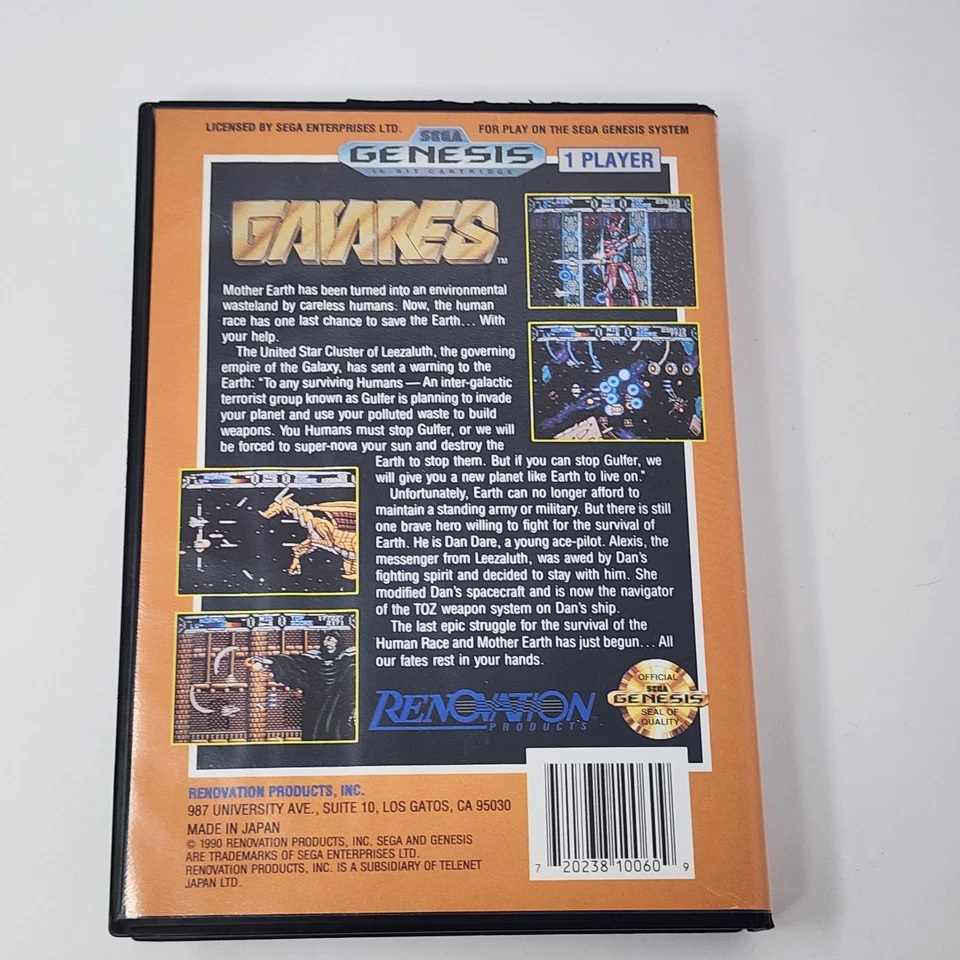 LICENSED BY SEGA ENTERPRISES LTD.
FOR PLAY ON THE SEGA GENESIS SYSTEM
SEGA
GENESIS
16-BIT CARTRIDGE
1 PLAYER
GAIARES™
Mother Earth has been turned into an environmental
wasteland by careless humans. Now, the human
race has one last chance to save the Earth... With
your help.
The United Star Cluster of Leezaluth, the governing
empire of the Galaxy, has sent a warning to the
Earth: "To any surviving Humans — An inter-galactic
terrorist group known as Gulfer is planning to invade
your planet and use your polluted waste to build
weapons. You Humans must stop Gulfer, or we will
be forced to super-nova your sun and destroy the
Earth to stop them. But if you can stop Gulfer, we
will give you a new planet like Earth to live on."
Unfortunately, Earth can no longer afford to
maintain a standing army or military. But there is still
one brave hero willing to fight for the survival of
Earth. He is Dan Dare, a young ace-pilot. Alexis, the
messenger from Leezaluth, was awed by Dan's
fighting spirit and decided to stay with him. She
modified Dan's spacecraft and is now the navigator
of the TOZ weapon system on Dan's ship.
The last epic struggle for the survival of the
Human Race and Mother Earth has just begun... All
our fates rest in your hands.
RENOVATION
PRODUCTS
OFFICIAL
SEGA
GENESIS
SEAL OF
QUALITY
RENOVATION PRODUCTS, INC.
987 UNIVERSITY AVE., SUITE 10, LOS GATOS, CA 95030
MADE IN JAPAN
© 1990 RENOVATION PRODUCTS, INC. SEGA AND GENESIS
ARE TRADEMARKS OF SEGA ENTERPRISES LTD.
RENOVATION PRODUCTS, INC. IS A SUBSIDIARY OF TELENET
JAPAN LTD.
7 20238 10060 9